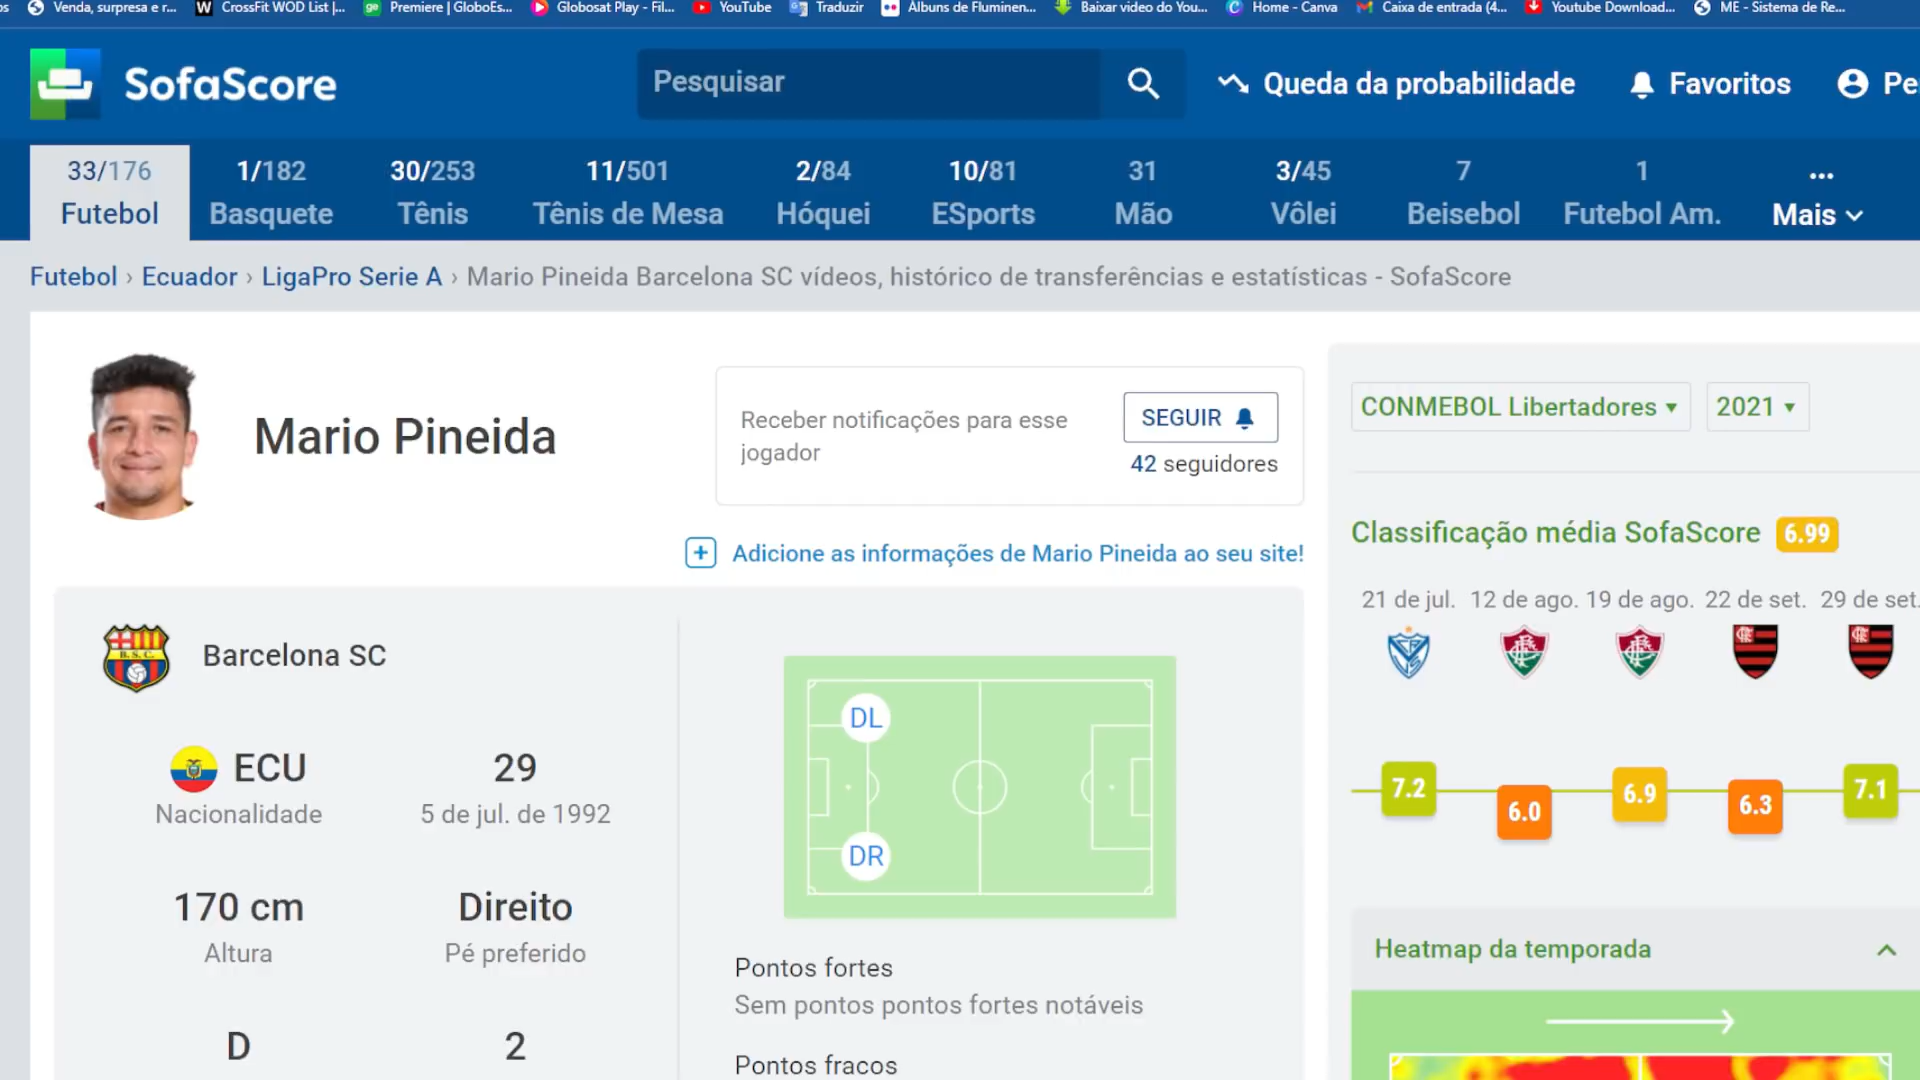 Venda, surpresa e r...
CrossFit WOD List |...
Premiere | GloboEs...
Globosat Play - Fil...
YouTube
Traduzir
Álbuns de Fluminen...
Baixar video do You...
Home - Canva
Caixa de entrada (4...
Youtube Download...
ME - Sistema de Re...
SofaScore
Pesquisar
Queda da probabilidade
Favoritos
Pe
33/176
1/182
30/253
11/501
2/84
10/81
31
3/45
7
1
...
Futebol
Basquete
Tênis
Tênis de Mesa
Hóquei
ESports
Mão
Vôlei
Beisebol
Futebol Am.
Mais
Futebol › Ecuador › LigaPro Serie A › Mario Pineida Barcelona SC vídeos, histórico de transferências e estatísticas - SofaScore
Mario Pineida
Receber notificações para esse
jogador
SEGUIR
42 seguidores
Adicione as informações de Mario Pineida ao seu site!
B.S.C.
Barcelona SC
ECU
Nacionalidade
29
5 de jul. de 1992
170 cm
Altura
Direito
Pé preferido
D
2
DL
DR
Pontos fortes
Sem pontos pontos fortes notáveis
Pontos fracos
CONMEBOL Libertadores
2021
Classificação média SofaScore 6.99
21 de jul.
12 de ago.
19 de ago.
22 de set.
29 de set.
7.2
6.0
6.9
6.3
7.1
Heatmap da temporada